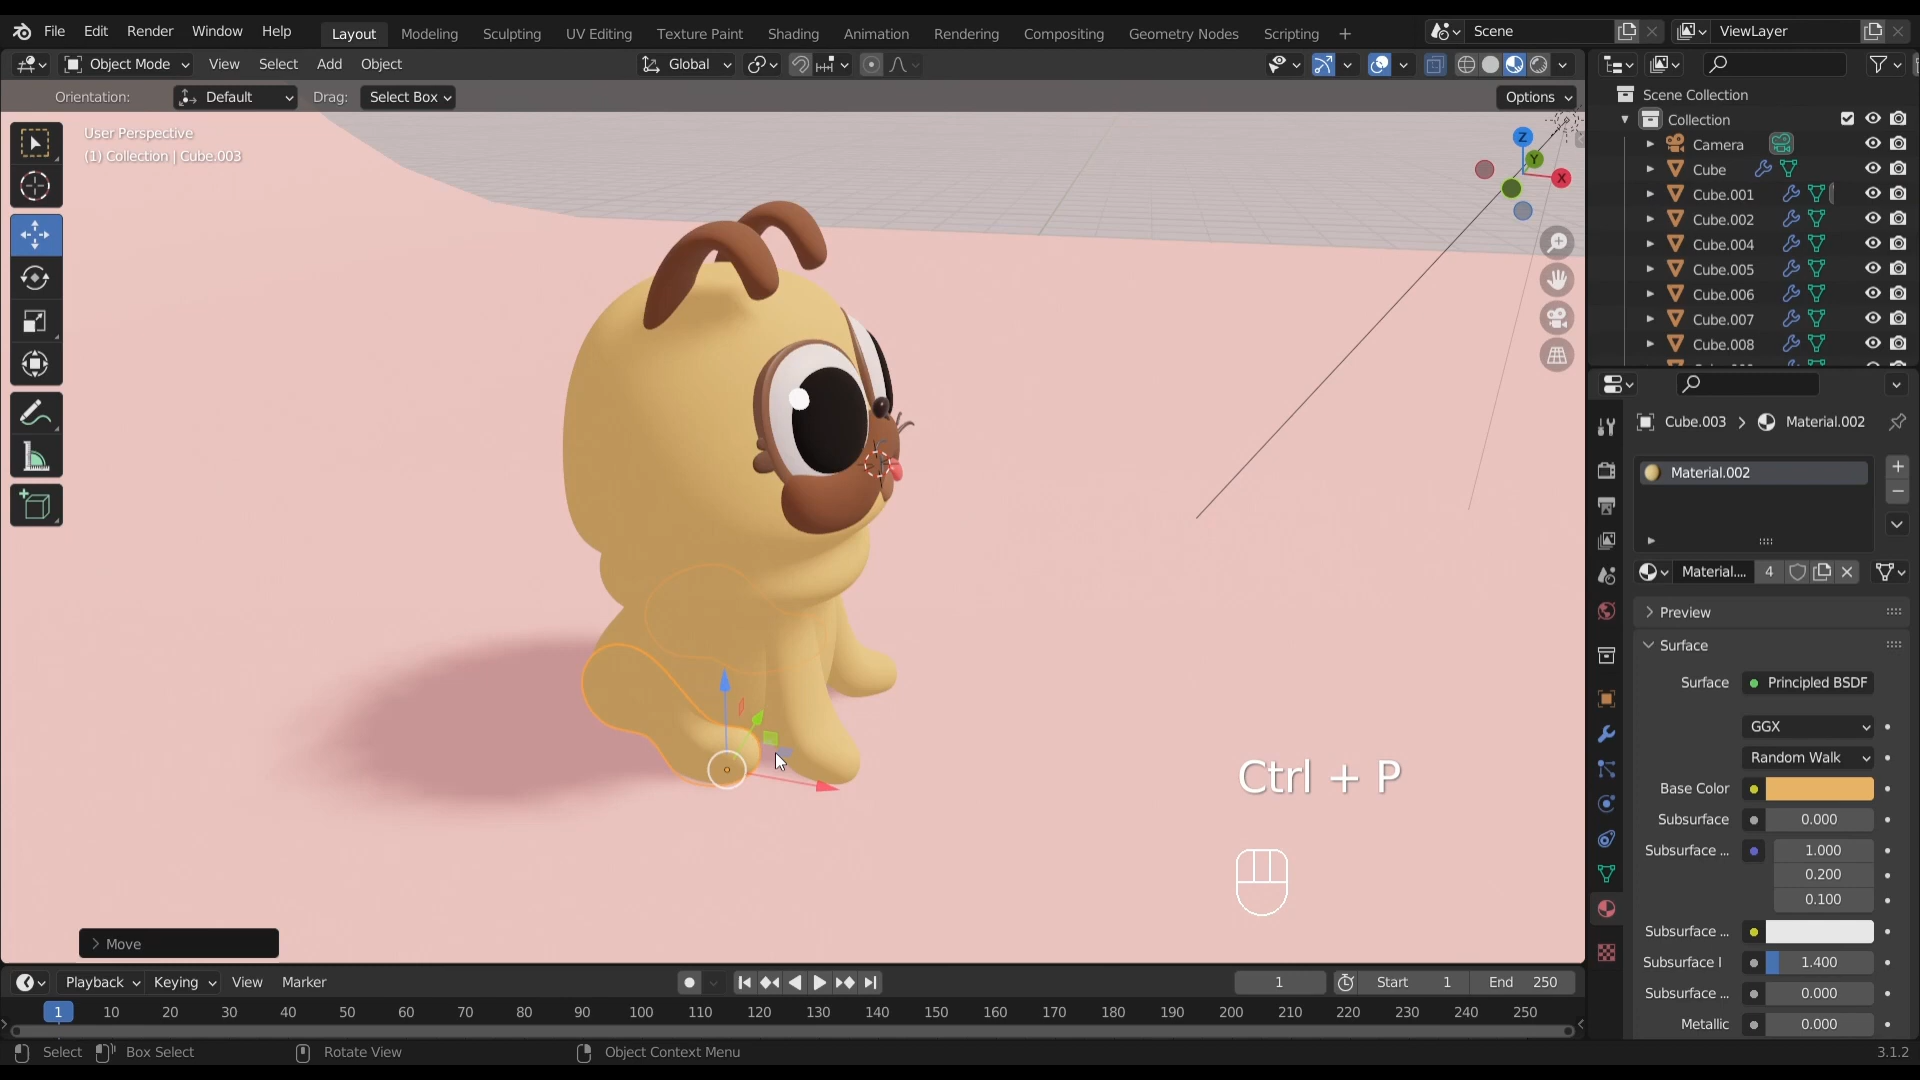 File Edit Render Window Help Layout Modeling Sculpting UV Editing Texture Paint Shading Animation Rendering Compositing Geometry Nodes Scripting + Scene ViewLayer
Object Mode View Select Add Object Global
Orientation: Default Drag: Select Box Options
User Perspective
(1) Collection | Cube.003
Z
Y
X
Scene Collection
Collection
Camera
Cube
Cube.001
Cube.002
Cube.004
Cube.005
Cube.006
Cube.007
Cube.008
Cube.003 > Material.002
Material.002
Material.... 4
Preview
Surface
Surface Principled BSDF
GGX
Random Walk
Base Color
Subsurface 0.000
Subsurface ... 1.000
0.200
0.100
Subsurface ...
Subsurface I 1.400
Subsurface ... 0.000
Metallic 0.000
Ctrl + P
Move
Playback Keying View Marker 1 Start 1 End 250
1 10 20 30 40 50 60 70 80 90 100 110 120 130 140 150 160 170 180 190 200 210 220 230 240 250
Select Box Select Rotate View Object Context Menu 3.1.2